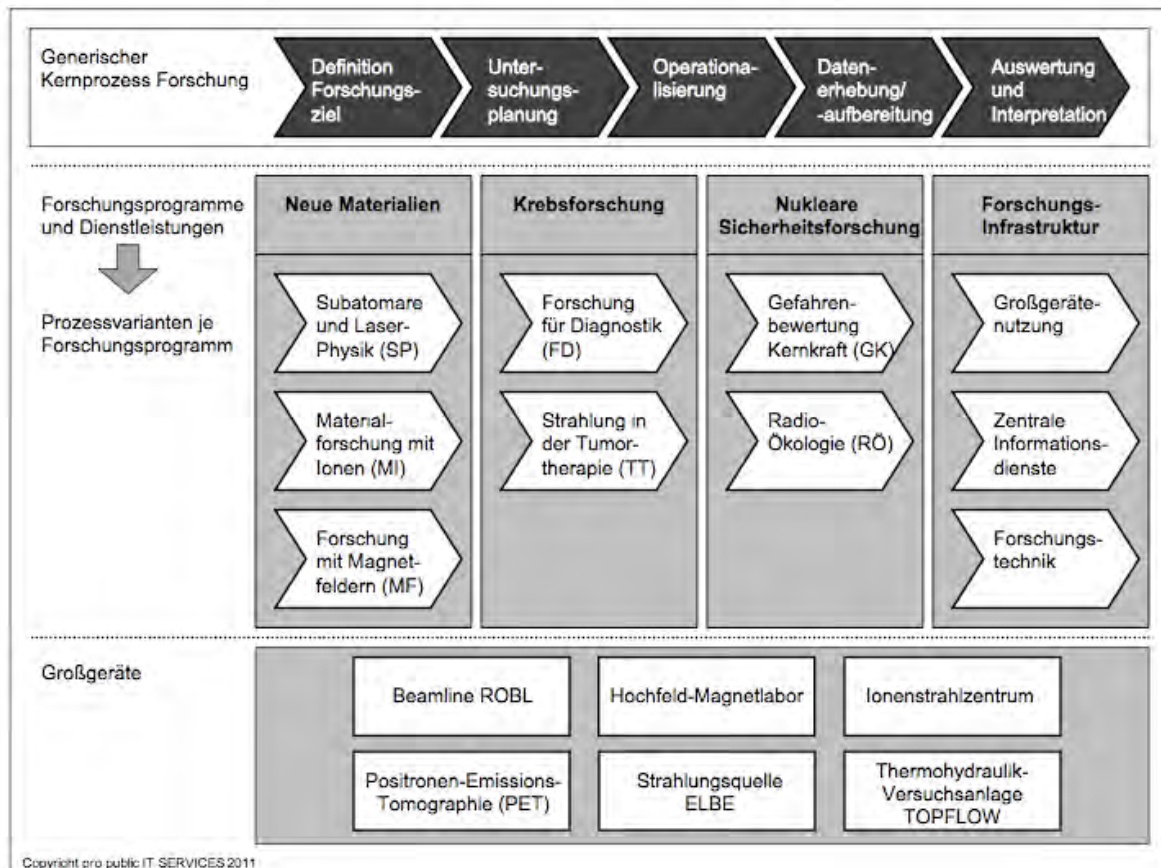 Generischer
Kernprozess Forschung
Definition
Forschungs-
ziel
Unter-
suchungs-
planung
Operationa-
lisierung
Daten-
erhebung/
-aufbereitung
Auswertung
und
Interpretation
Forschungsprogramme
und Dienstleistungen
Prozessvarianten je
Forschungsprogramm
Neue Materialien
Subatomare
und Laser-
Physik (SP)
Material-
forschung mit
Ionen (MI)
Forschung
mit Magnet-
feldern (MF)
Krebsforschung
Forschung
für Diagnostik
(FD)
Strahlung in
der Tumor-
therapie (TT)
Nukleare
Sicherheitsforschung
Gefahren-
bewertung
Kernkraft (GK)
Radio-
Ökologie (RÖ)
Forschungs-
Infrastruktur
Großgeräte-
nutzung
Zentrale
Informations-
dienste
Forschungs-
technik
Großgeräte
Beamline ROBL
Hochfeld-Magnetlabor
Ionenstrahlzentrum
Positronen-Emissions-
Tomographie (PET)
Strahlungsquelle
ELBE
Thermohydraulik-
Versuchsanlage
TOPFLOW
Copyright pro public IT SERVICES 2011